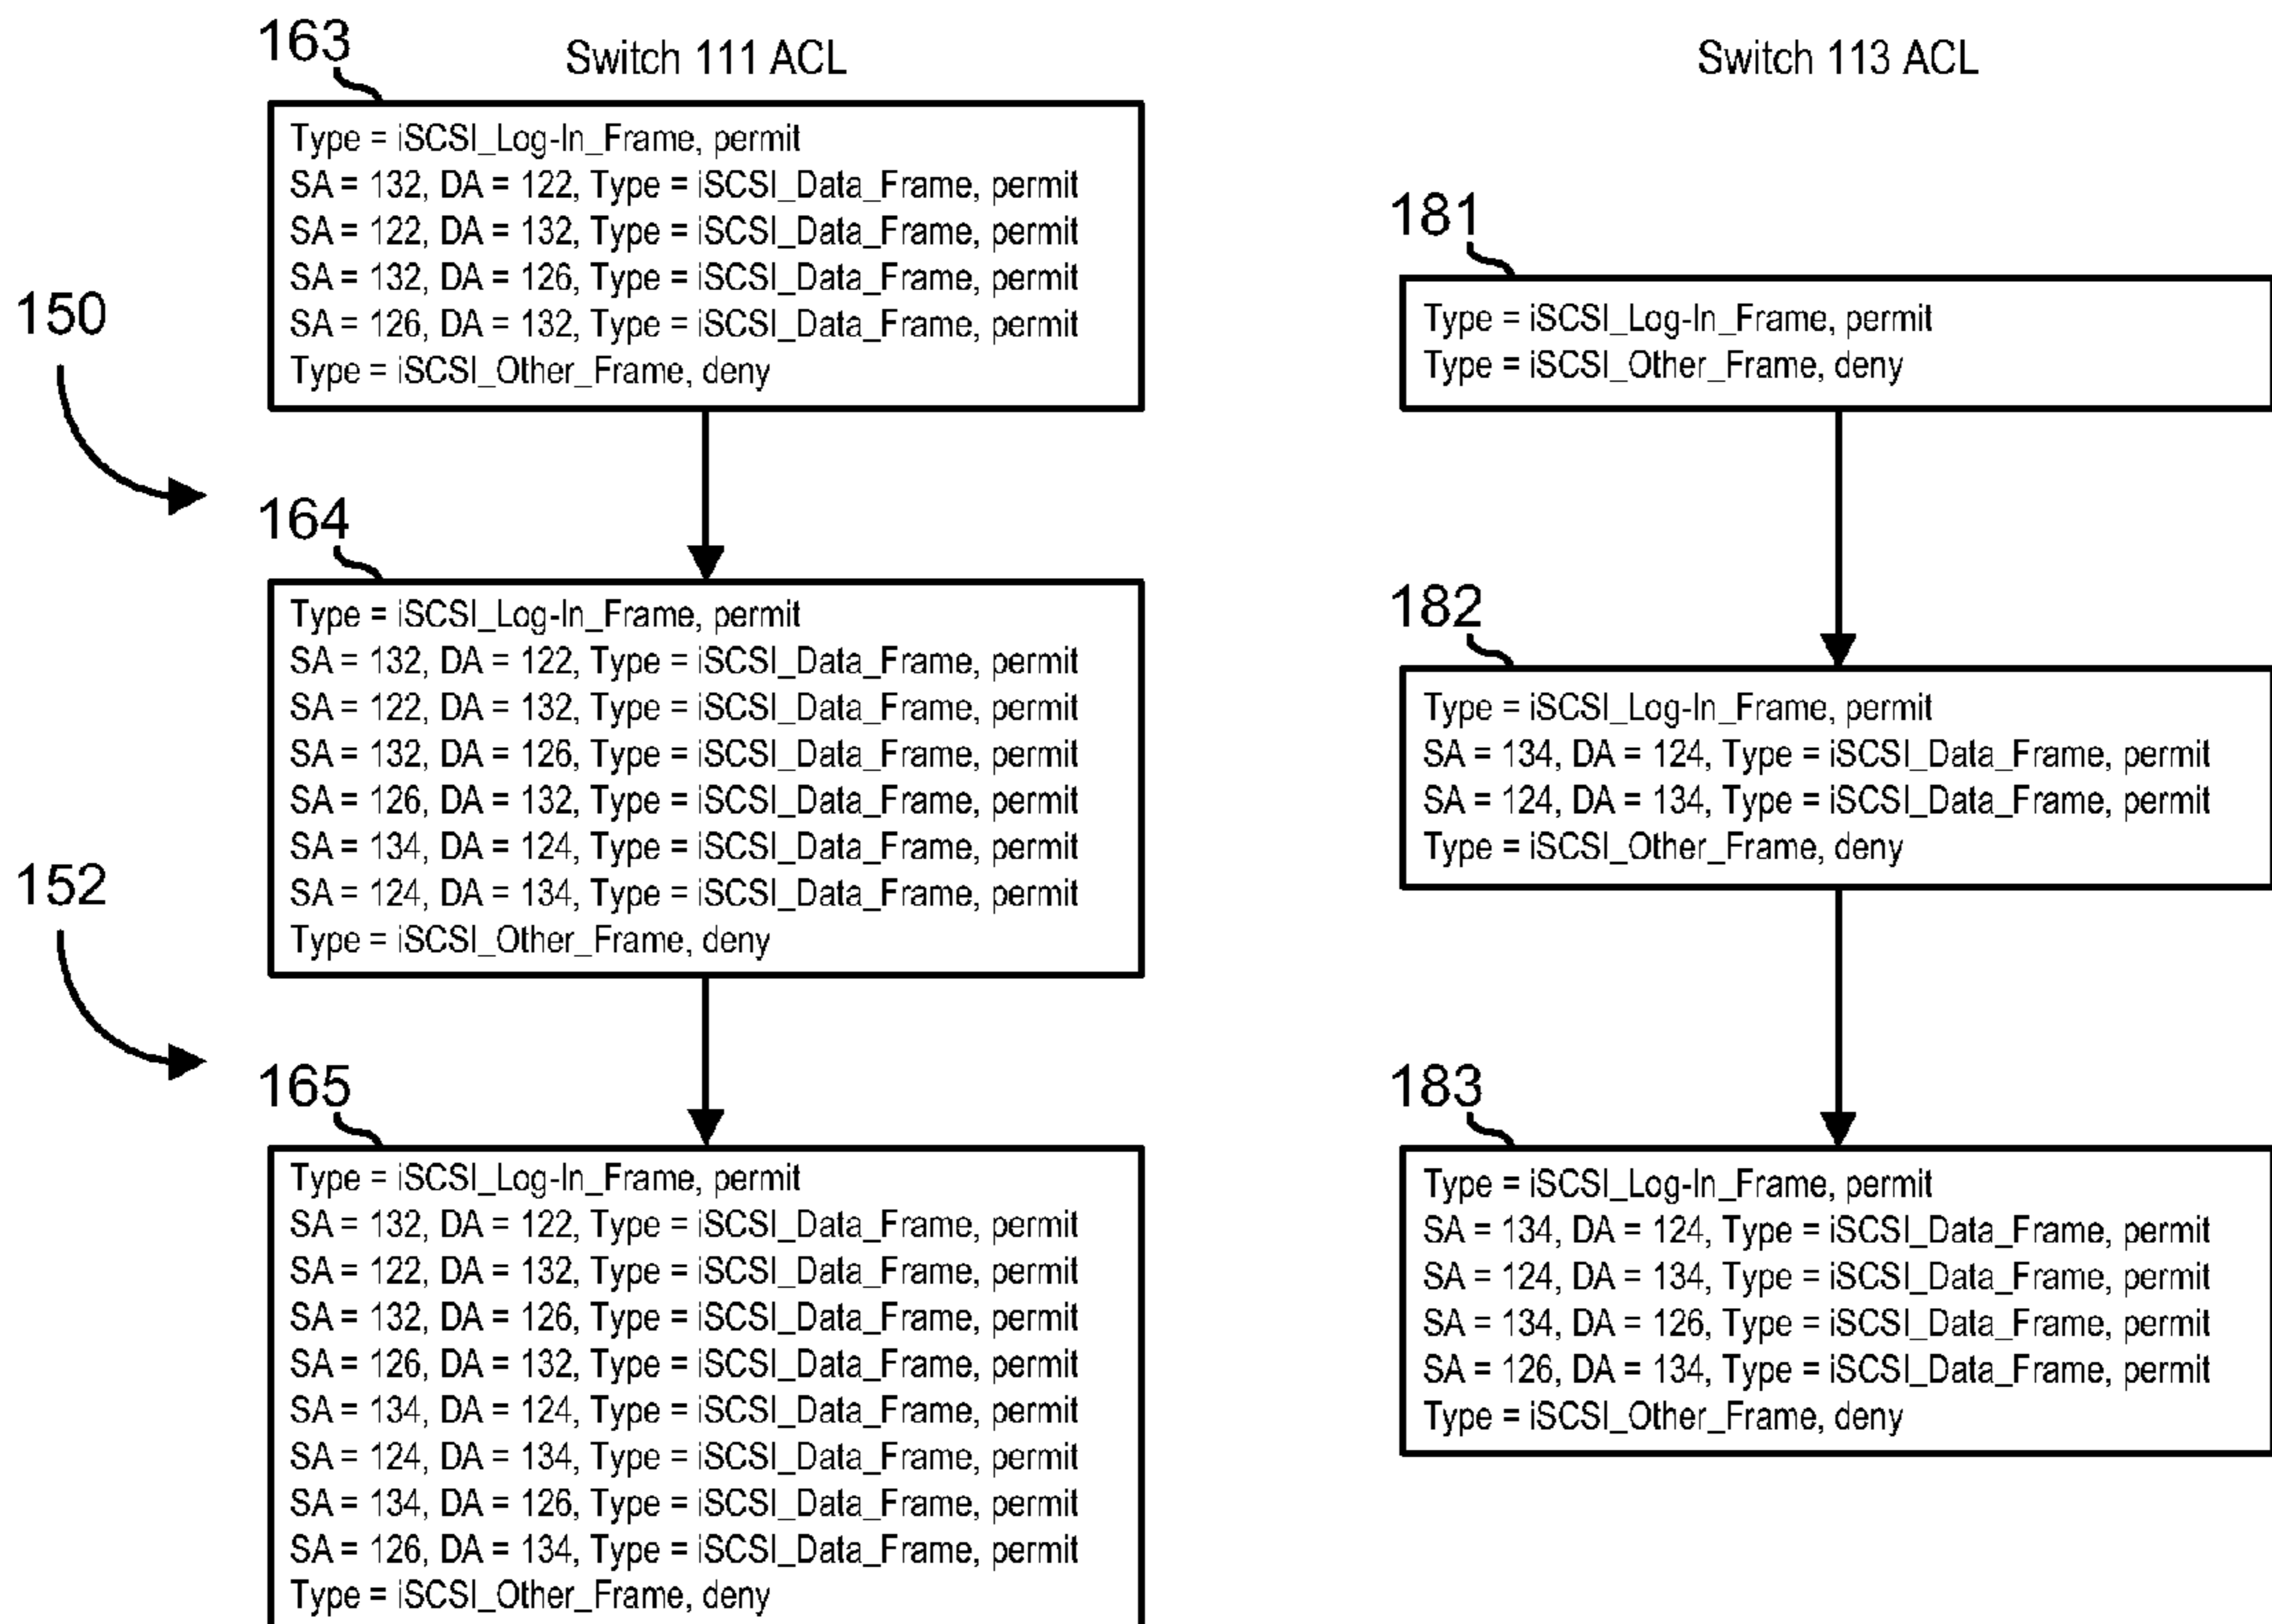 163
Switch 111 ACL
Type = iSCSI_Log-In_Frame, permit
SA = 132, DA = 122, Type = iSCSI_Data_Frame, permit
SA = 122, DA = 132, Type = iSCSI_Data_Frame, permit
SA = 132, DA = 126, Type = iSCSI_Data_Frame, permit
SA = 126, DA = 132, Type = iSCSI_Data_Frame, permit
Type = iSCSI_Other_Frame, deny
150
164
Type = iSCSI_Log-In_Frame, permit
SA = 132, DA = 122, Type = iSCSI_Data_Frame, permit
SA = 122, DA = 132, Type = iSCSI_Data_Frame, permit
SA = 132, DA = 126, Type = iSCSI_Data_Frame, permit
SA = 126, DA = 132, Type = iSCSI_Data_Frame, permit
SA = 134, DA = 124, Type = iSCSI_Data_Frame, permit
SA = 124, DA = 134, Type = iSCSI_Data_Frame, permit
Type = iSCSI_Other_Frame, deny
152
165
Type = iSCSI_Log-In_Frame, permit
SA = 132, DA = 122, Type = iSCSI_Data_Frame, permit
SA = 122, DA = 132, Type = iSCSI_Data_Frame, permit
SA = 132, DA = 126, Type = iSCSI_Data_Frame, permit
SA = 126, DA = 132, Type = iSCSI_Data_Frame, permit
SA = 134, DA = 124, Type = iSCSI_Data_Frame, permit
SA = 124, DA = 134, Type = iSCSI_Data_Frame, permit
SA = 134, DA = 126, Type = iSCSI_Data_Frame, permit
SA = 126, DA = 134, Type = iSCSI_Data_Frame, permit
Type = iSCSI_Other_Frame, deny
Switch 113 ACL
181
Type = iSCSI_Log-In_Frame, permit
Type = iSCSI_Other_Frame, deny
182
Type = iSCSI_Log-In_Frame, permit
SA = 134, DA = 124, Type = iSCSI_Data_Frame, permit
SA = 124, DA = 134, Type = iSCSI_Data_Frame, permit
Type = iSCSI_Other_Frame, deny
183
Type = iSCSI_Log-In_Frame, permit
SA = 134, DA = 124, Type = iSCSI_Data_Frame, permit
SA = 124, DA = 134, Type = iSCSI_Data_Frame, permit
SA = 134, DA = 126, Type = iSCSI_Data_Frame, permit
SA = 126, DA = 134, Type = iSCSI_Data_Frame, permit
Type = iSCSI_Other_Frame, deny